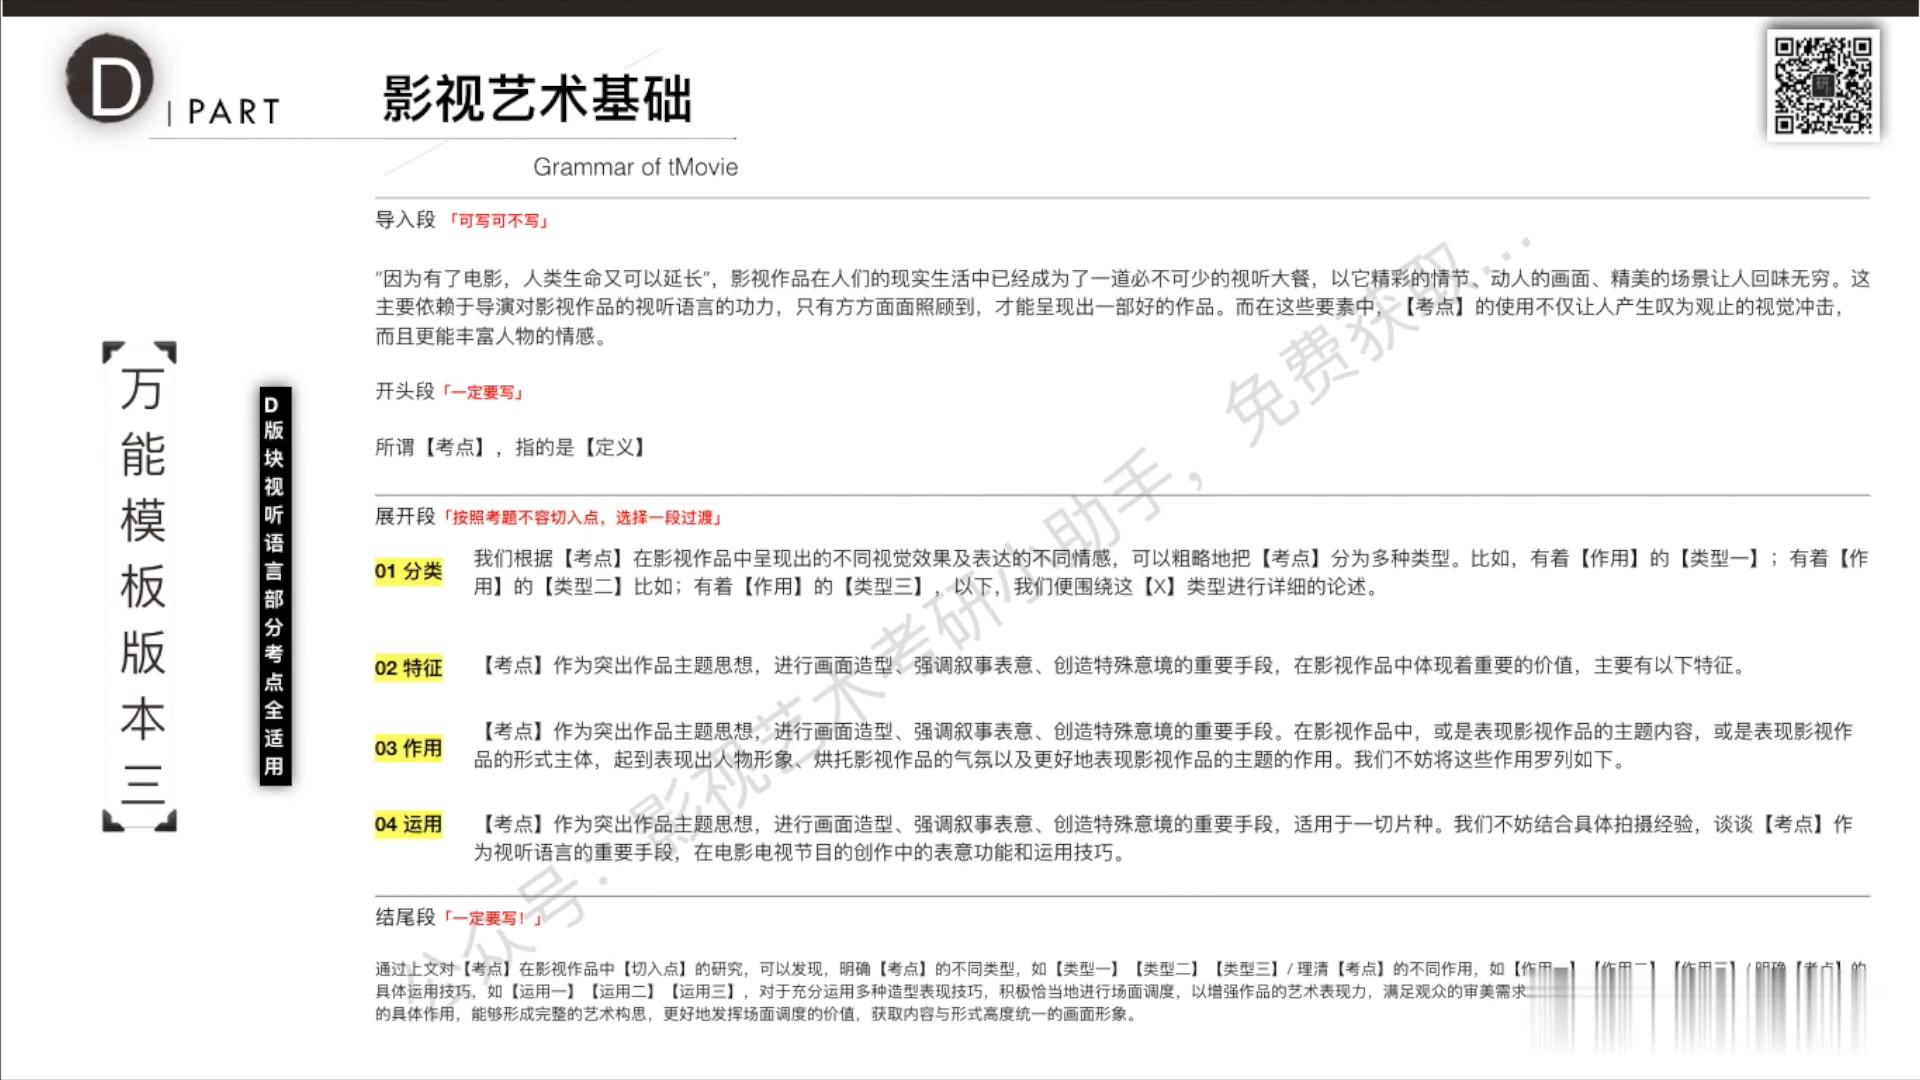 D
| PART
影视艺术基础
Grammar of tMovie
万能模板版本三
D版块视听语言部分考点全适用
导入段「可写可不写」
"因为有了电影，人类生命又可以延长"，影视作品在人们的现实生活中已经成为了一道必不可少的视听大餐，以它精彩的情节、动人的画面、精美的场景让人回味无穷。这
主要依赖于导演对影视作品的视听语言的功力，只有方方面面照顾到，才能呈现出一部好的作品。而在这些要素中，【考点】的使用不仅让人产生叹为观止的视觉冲击，
而且更能丰富人物的情感。
开头段「一定要写」
所谓【考点】，指的是【定义】
展开段「按照考题不容切入点，选择一段过渡」
01 分类
我们根据【考点】在影视作品中呈现出的不同视觉效果及表达的不同情感，可以粗略地把【考点】分为多种类型。比如，有着【作用】的【类型一】；有着【作
用】的【类型二】比如；有着【作用】的【类型三】，以下，我们便围绕这【X】类型进行详细的论述。
02 特征
【考点】作为突出作品主题思想，进行画面造型、强调叙事表意、创造特殊意境的重要手段，在影视作品中体现着重要的价值，主要有以下特征。
03 作用
【考点】作为突出作品主题思想，进行画面造型、强调叙事表意、创造特殊意境的重要手段。在影视作品中，或是表现影视作品的主题内容，或是表现影视作
品的形式主体，起到表现出人物形象、烘托影视作品的气氛以及更好地表现影视作品的主题的作用。我们不妨将这些作用罗列如下。
04 运用
【考点】作为突出作品主题思想，进行画面造型、强调叙事表意、创造特殊意境的重要手段，适用于一切片种。我们不妨结合具体拍摄经验，谈谈【考点】作
为视听语言的重要手段，在电影电视节目的创作中的表意功能和运用技巧。
结尾段「一定要写！」
通过上文对【考点】在影视作品中【切入点】的研究，可以发现，明确【考点】的不同类型，如【类型一】【类型二】【类型三】/ 理清【考点】的不同作用，如【作用一】【作用二】【作用三】/ 明确【考点】的
具体运用技巧，如【运用一】【运用二】【运用三】，对于充分运用多种造型表现技巧，积极恰当地进行场面调度，以增强作品的艺术表现力，满足观众的审美需求
的具体作用，能够形成完整的艺术构思，更好地发挥场面调度的价值，获取内容与形式高度统一的画面形象。
公众号：影视艺术考研小助手，免费获取...